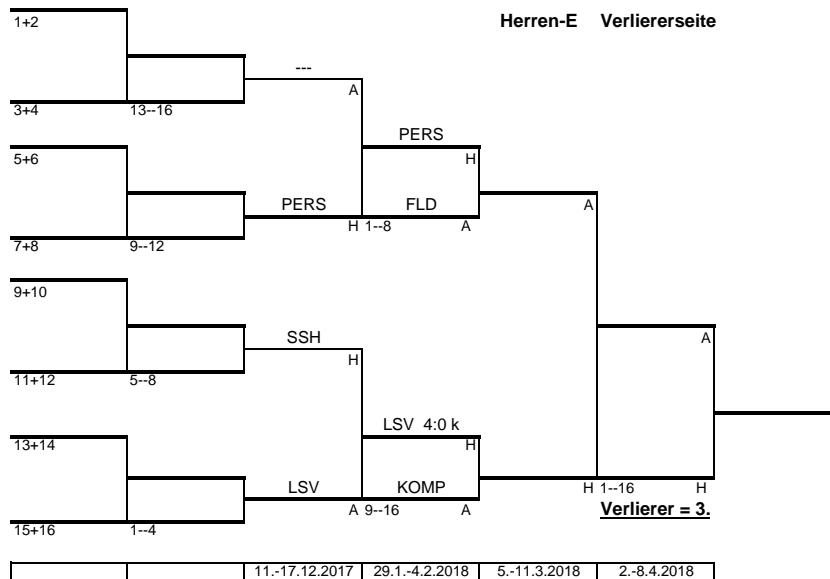 Herren-E Verliererseite
1+2
---
A
3+4 13--16
PERS
5+6
H
PERS FLD
A
H 1--8 A
7+8 9--12
9+10
SSH
A
H
11+12 5--8
LSV 4:0 k
13+14
H
LSV KOMP
H 1--16 H
A 9--16 A
Verlierer = 3.
15+16 1--4
11.-17.12.2017 29.1.-4.2.2018 5.-11.3.2018 2.-8.4.2018